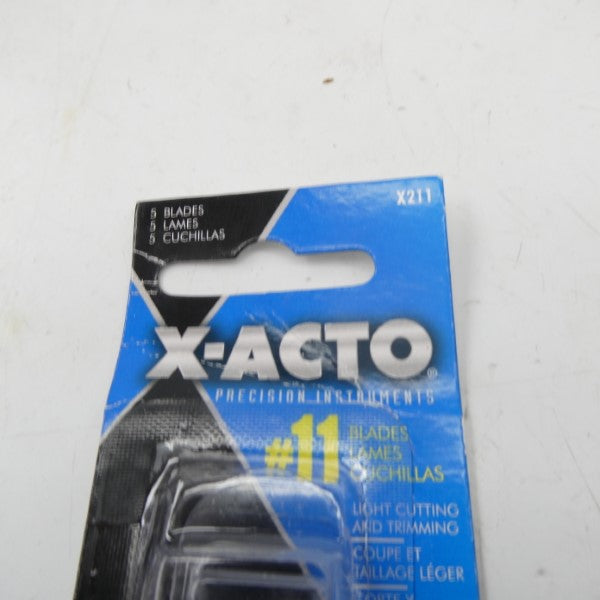 X211
5 BLADES
5 LAMES
5 CUCHILLAS
X-ACTO®
PRECISION INSTRUMENTS
#11 BLADES
LAMES
CUCHILLAS
LIGHT CUTTING
AND TRIMMING
COUPE ET
TAILLAGE LÉGER